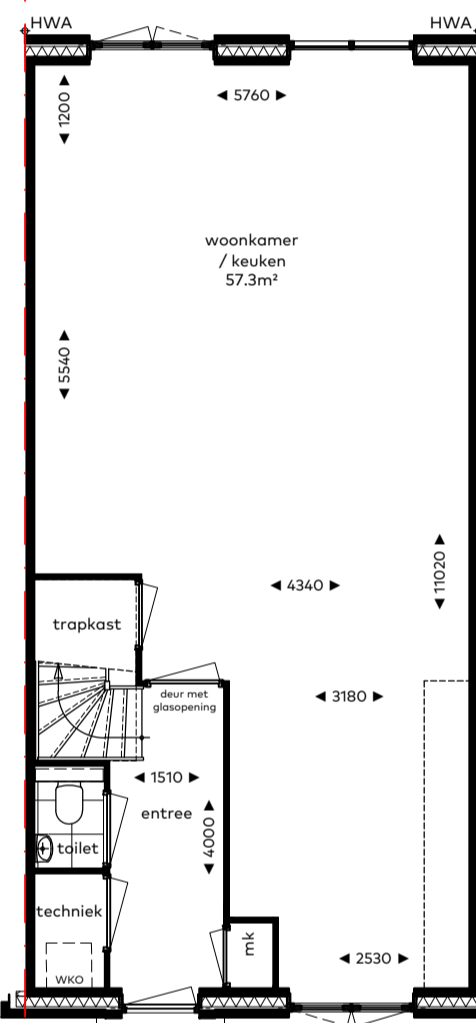 HWA
HWA
1200
5760
woonkamer
/ keuken
57.3m²
5540
11020
4340
trapkast
3180
deur met
glasopening
1510
entree
4000
toilet
techniek
mk
WKO
2530